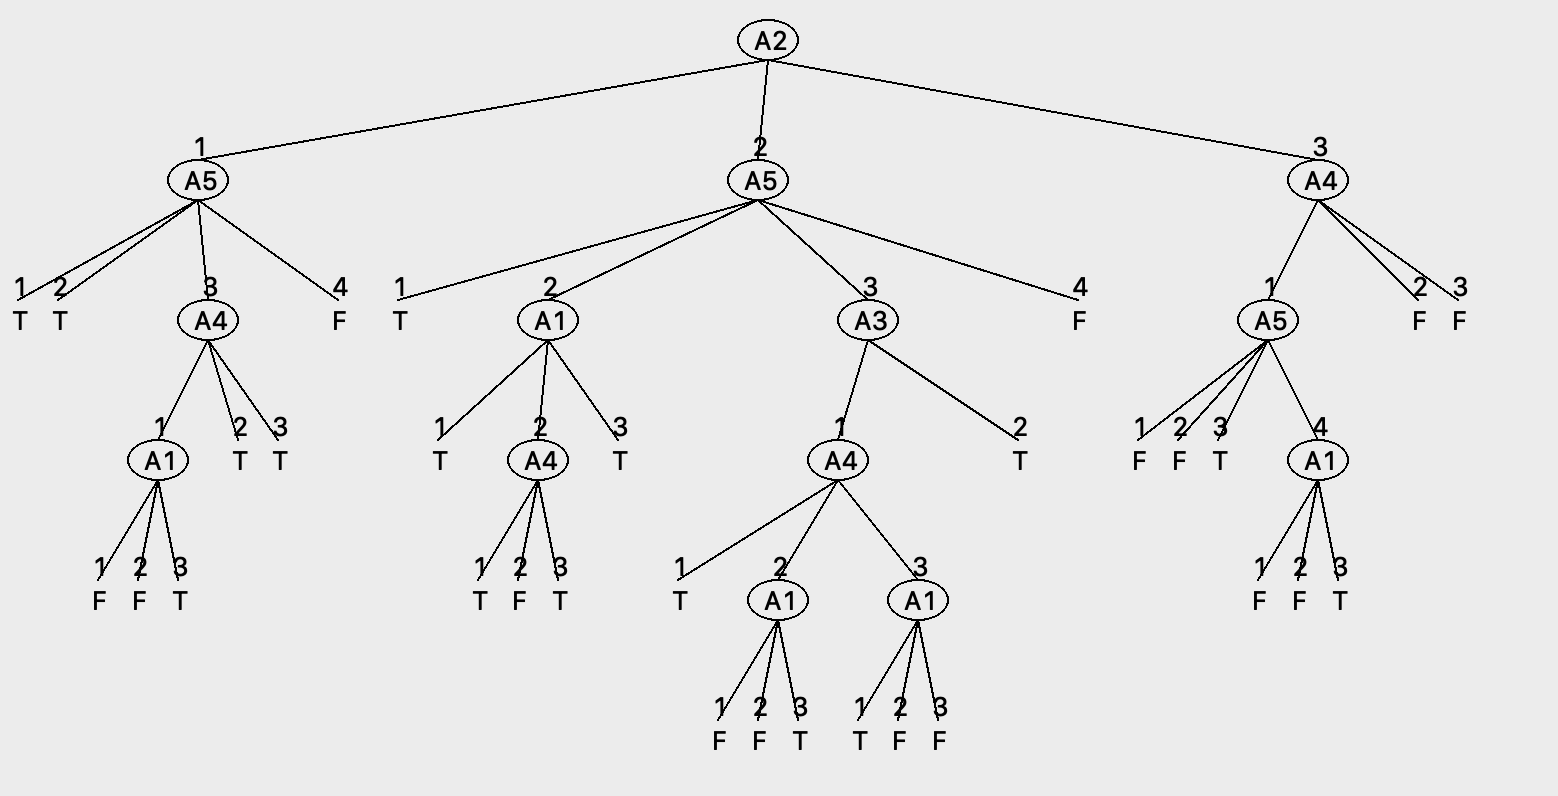 A2
1 2 3
A5 A5 A4
1 2 3 4 1 2 3 4 1 2 3
T T A4 F T A1 A3 F A5 F F
1 2 3 1 2 3 1 2 1 2 3 4
A1 T T T A4 T A4 T F F T A1
1 2 3 1 2 3 1 2 3 1 2 3
F F T T F T T A1 A1 F F T
1 2 3 1 2 3
F F T T F F